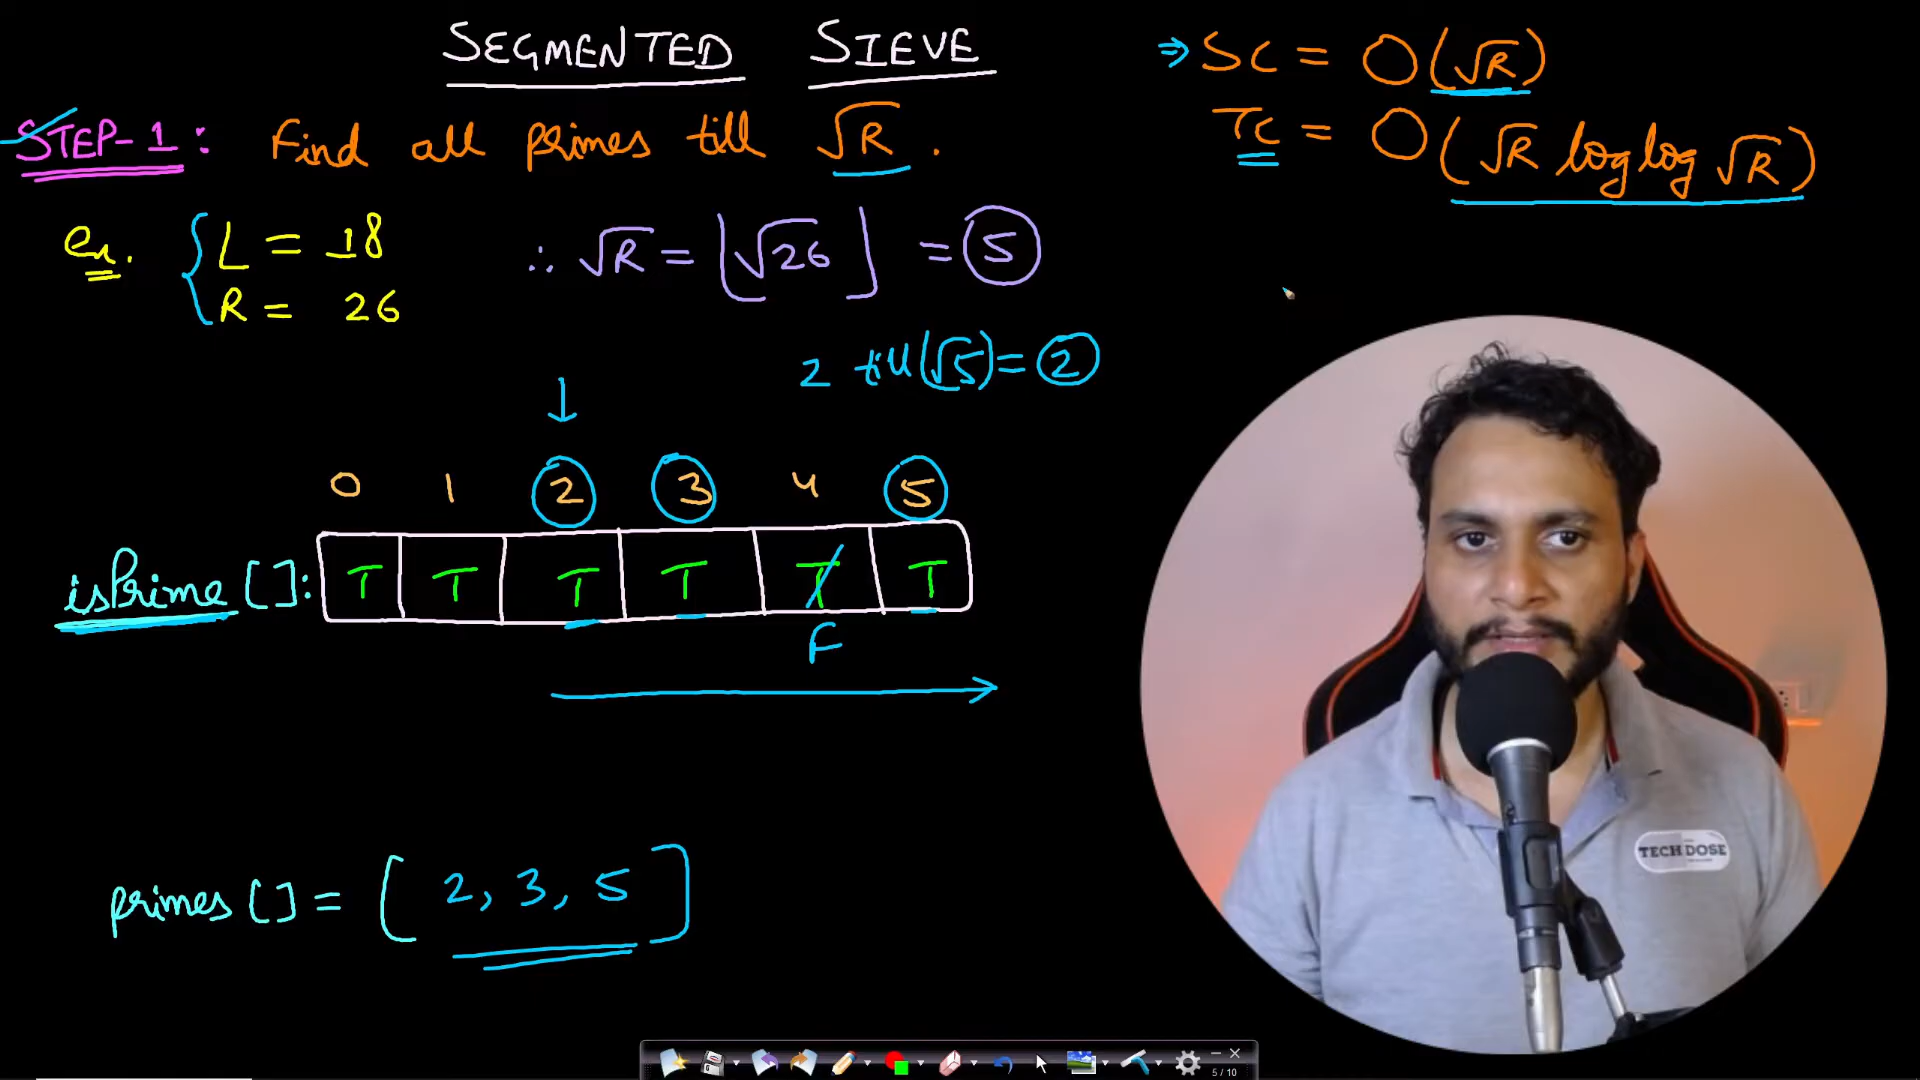 SEGMENTED SIEVE
⇒ SC = O(√R)
TC = O(√R log log √R)
STEP-1: Find all primes till √R.
ex. { L = 18
R = 26
∴ √R = ⌊√26⌋ = 5
2 till (√5) = 2
↓
0 1 2 3 4 5
isPrime[]: T T T T T T
F
primes[] = [2, 3, 5]
TECH DOSE
5 / 10